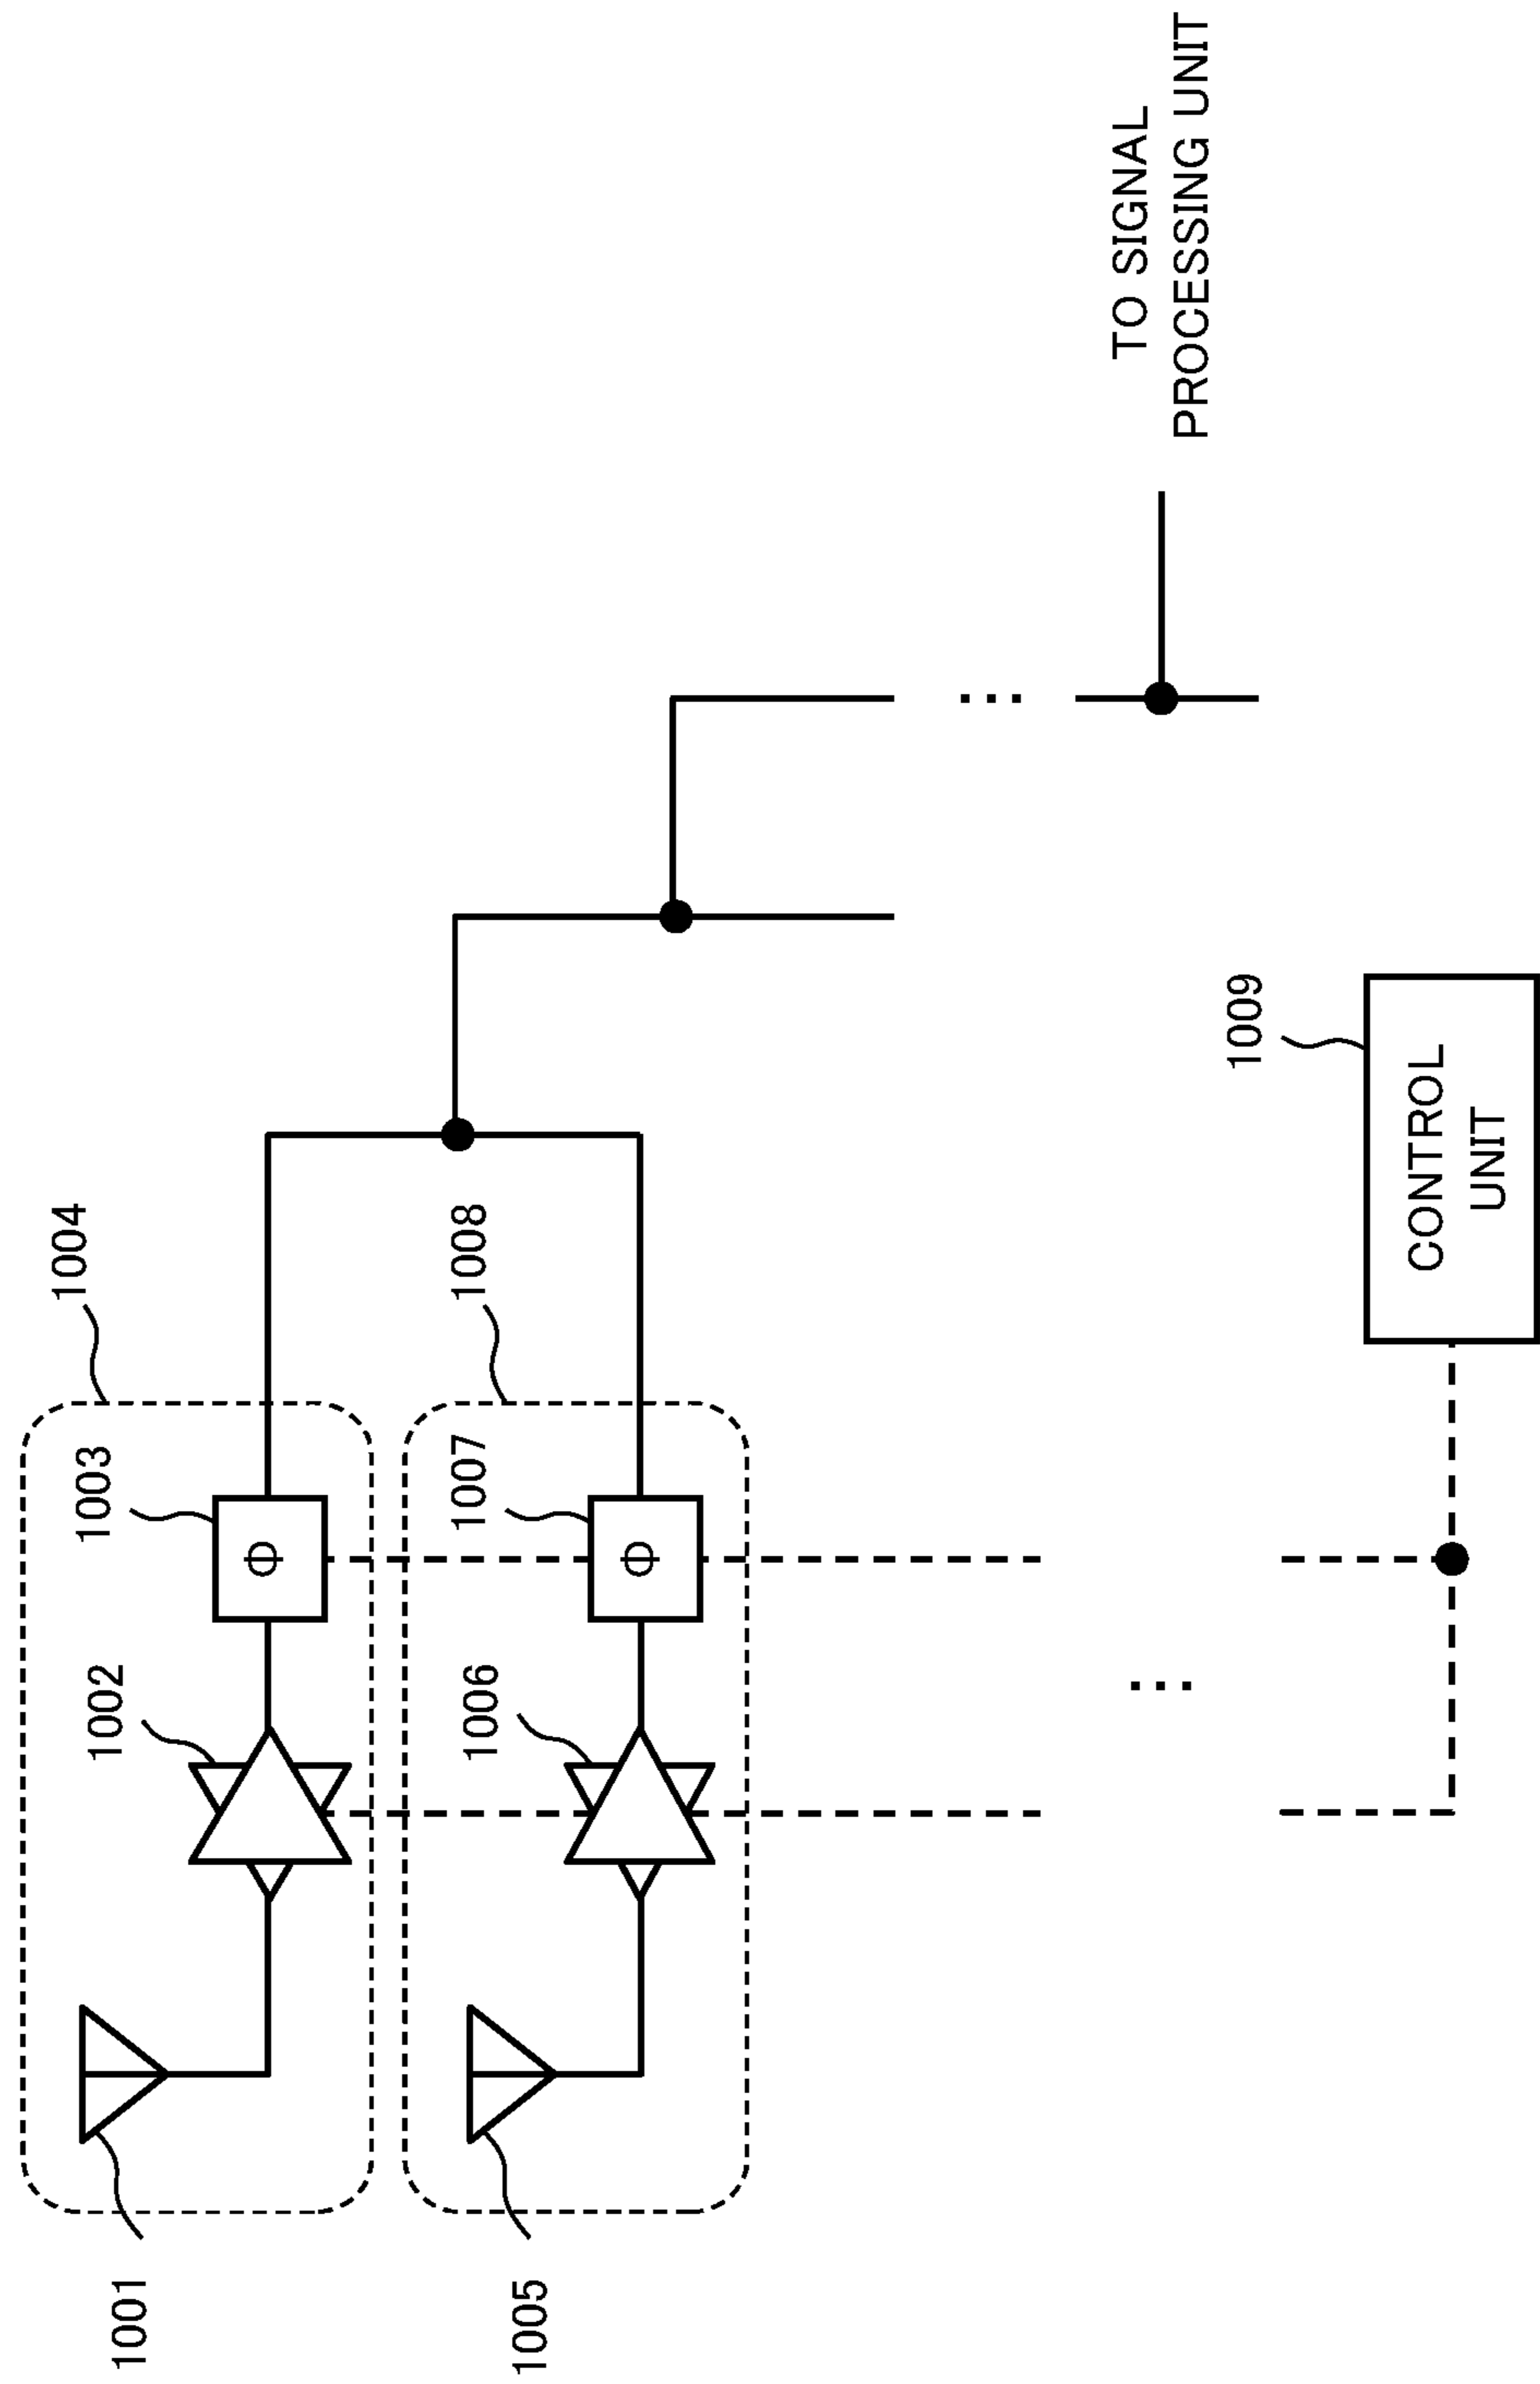 1001
1002
1003
1004
Φ
1005
1006
1007
1008
Φ
...
...
1009
CONTROL
UNIT
TO SIGNAL
PROCESSING UNIT